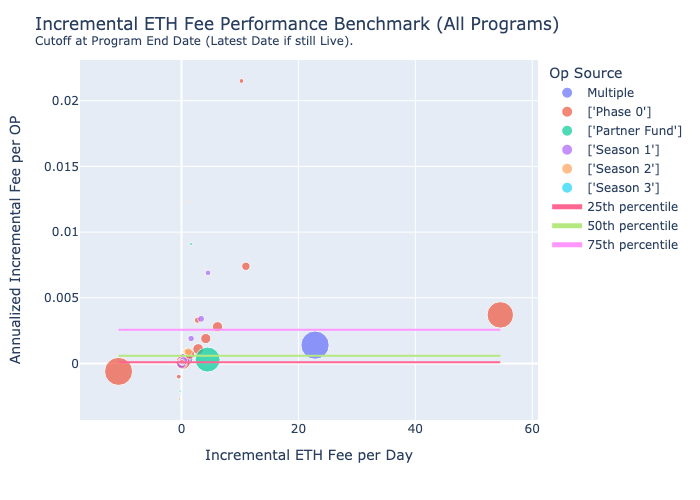 Incremental ETH Fee Performance Benchmark (All Programs)
Cutoff at Program End Date (Latest Date if still Live).
Annualized Incremental Fee per OP
0.02
0.015
0.01
0.005
0
0
20
40
60
Incremental ETH Fee per Day
Op Source
Multiple
['Phase 0']
['Partner Fund']
['Season 1']
['Season 2']
['Season 3']
25th percentile
50th percentile
75th percentile